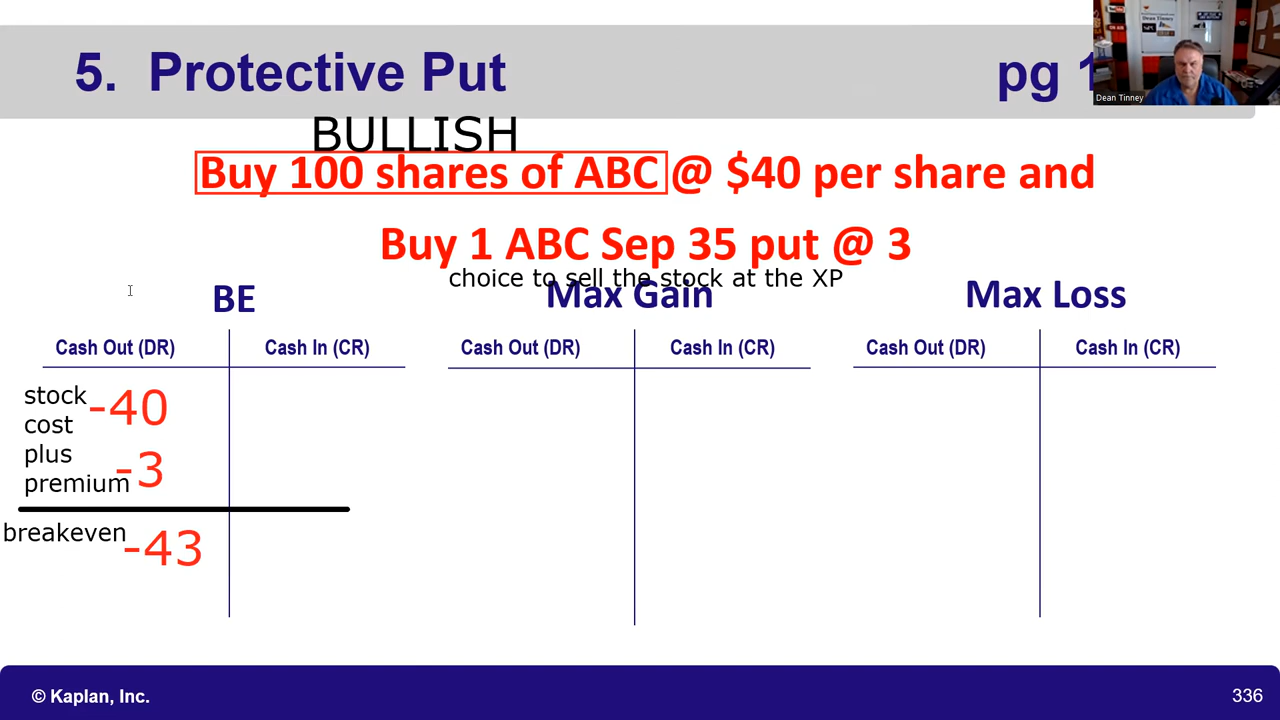 5. Protective Put pg 1
Dean Tinney
BULLISH
Buy 100 shares of ABC @ $40 per share and
Buy 1 ABC Sep 35 put @ 3
choice to sell the stock at the XP
BE Max Gain Max Loss
Cash Out (DR) Cash In (CR) Cash Out (DR) Cash In (CR) Cash Out (DR) Cash In (CR)
stock -40
cost
plus
premium -3
breakeven -43
© Kaplan, Inc. 336